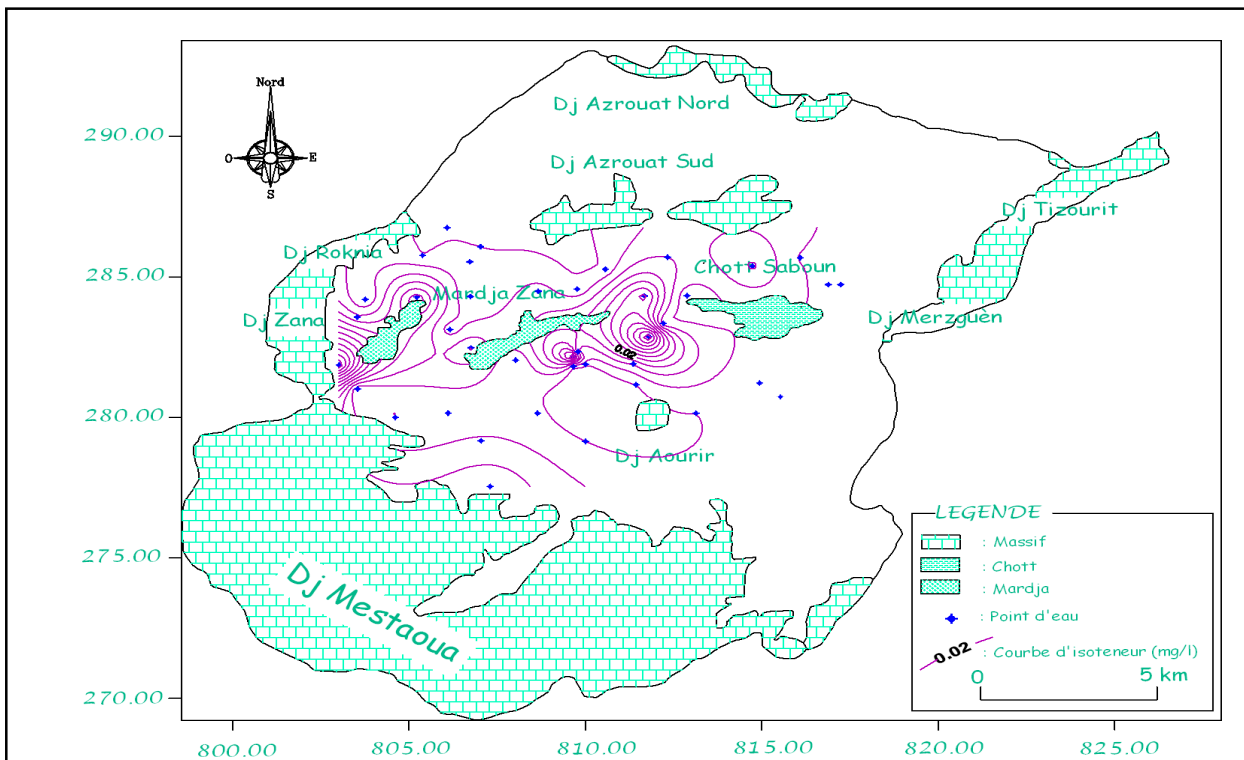 Nord
O
E
S
Dj Azrouat Nord
290.00
Dj Azrouat Sud
Dj Tizourit
Dj Roknia
Chott Saboun
285.00
Mardja Zana
Dj Zana
Dj Merzguèn
0.02
280.00
Dj Aourir
Dj Mestaoua
275.00
270.00
LEGENDE
: Massif
: Chott
: Mardja
: Point d'eau
0.02 : Courbe d'isoteneur (mg/l)
0 5 km
800.00 805.00 810.00 815.00 820.00 825.00